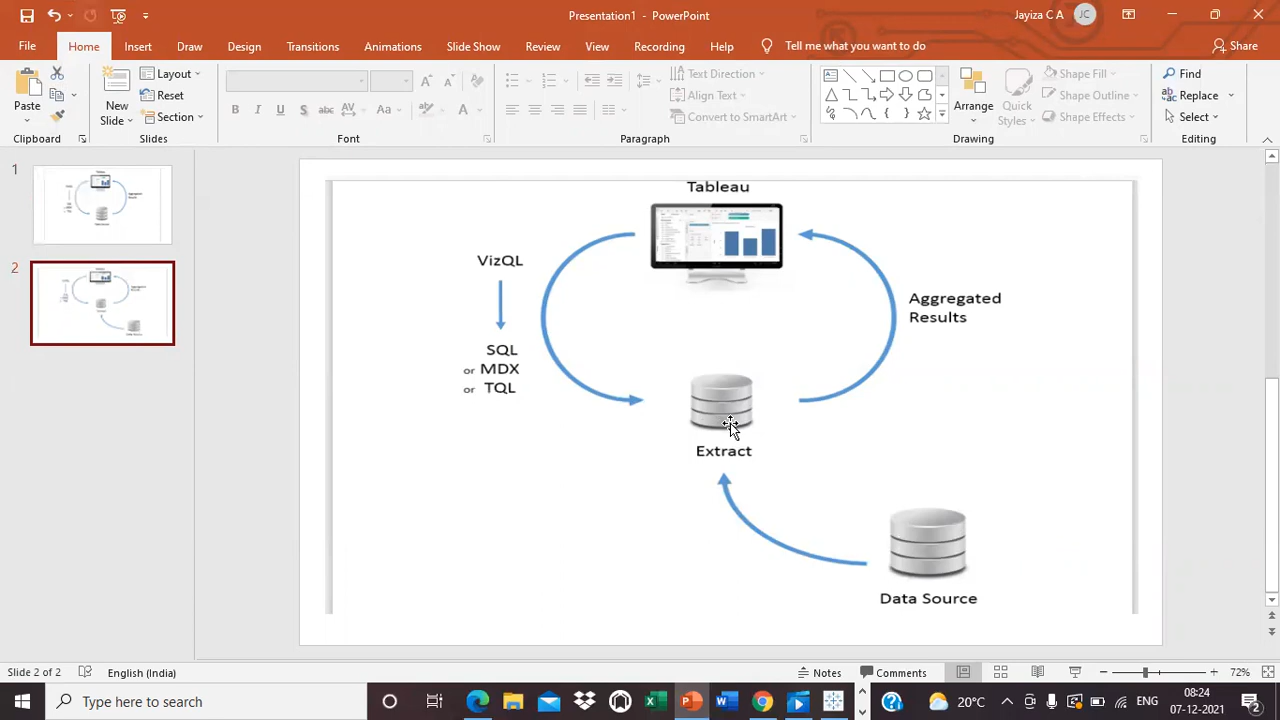 Presentation1 - PowerPoint
Jayiza C A
JC
File Home Insert Draw Design Transitions Animations Slide Show Review View Recording Help Tell me what you want to do Share
Paste
Clipboard
New Slide
Layout
Reset
Section
Slides
Font
Text Direction
Align Text
Convert to SmartArt
Paragraph
Arrange
Quick Styles
Shape Fill
Shape Outline
Shape Effects
Drawing
Find
Replace
Select
Editing
1
2
Tableau
VizQL
SQL
or MDX
or TQL
Aggregated
Results
Extract
Data Source
Slide 2 of 2
English (India)
Notes
Comments
72%
Type here to search
20°C
ENG
08:24
07-12-2021
2